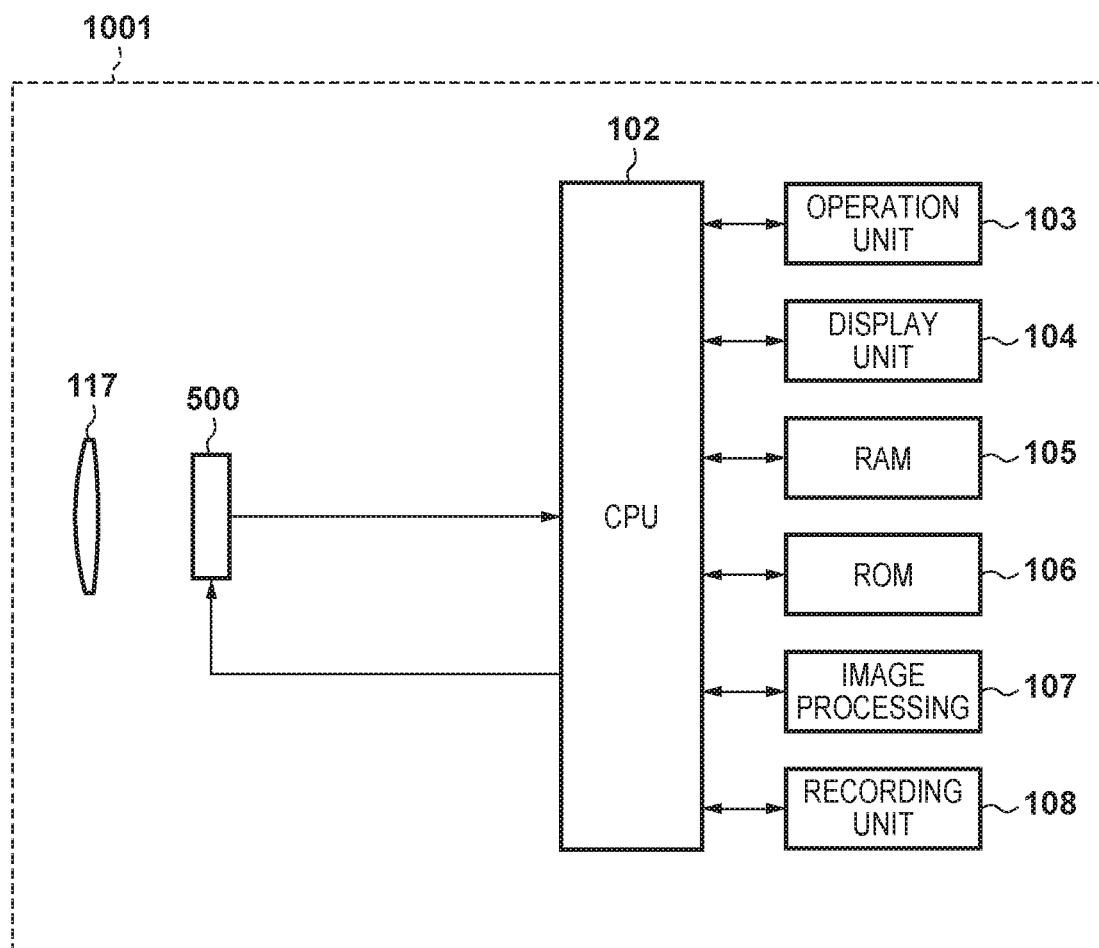 1001
102
OPERATION
UNIT
103
DISPLAY
UNIT
104
117
500
RAM
105
CPU
ROM
106
IMAGE
PROCESSING
107
RECORDING
UNIT
108